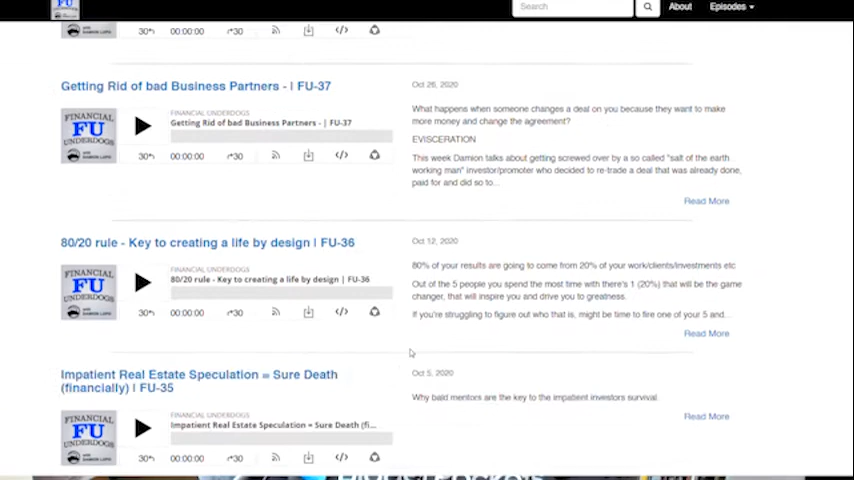 FU
Search
About
Episodes
30
00:00:00
30
Getting Rid of bad Business Partners - | FU-37
Oct 26, 2020
FINANCIAL
FU
UNDERDOGS
FINANCIAL UNDERDOGS
Getting Rid of bad Business Partners - | FU-37
30
00:00:00
30
What happens when someone changes a deal on you because they want to make
more money and change the agreement?
EVISCERATION
This week Damion talks about getting screwed over by a so called "salt of the earth
working man" investor/promoter who decided to re-trade a deal that was already done,
paid for and did so to...
Read More
80/20 rule - Key to creating a life by design | FU-36
Oct 12, 2020
FINANCIAL
FU
UNDERDOGS
FINANCIAL UNDERDOGS
80/20 rule - Key to creating a life by design | FU-36
30
00:00:00
30
80% of your results are going to come from 20% of your work/clients/investments etc
Out of the 5 people you spend the most time with there's 1 (20%) that will be the game
changer, that will inspire you and drive you to greatness.
If you're struggling to figure out who that is, might be time to fire one of your 5 and...
Read More
Impatient Real Estate Speculation = Sure Death
(financially) | FU-35
Oct 5, 2020
FINANCIAL
FU
UNDERDOGS
FINANCIAL UNDERDOGS
Impatient Real Estate Speculation = Sure Death (fi...
30
00:00:00
30
Why bald mentors are the key to the impatient investors survival.
Read More